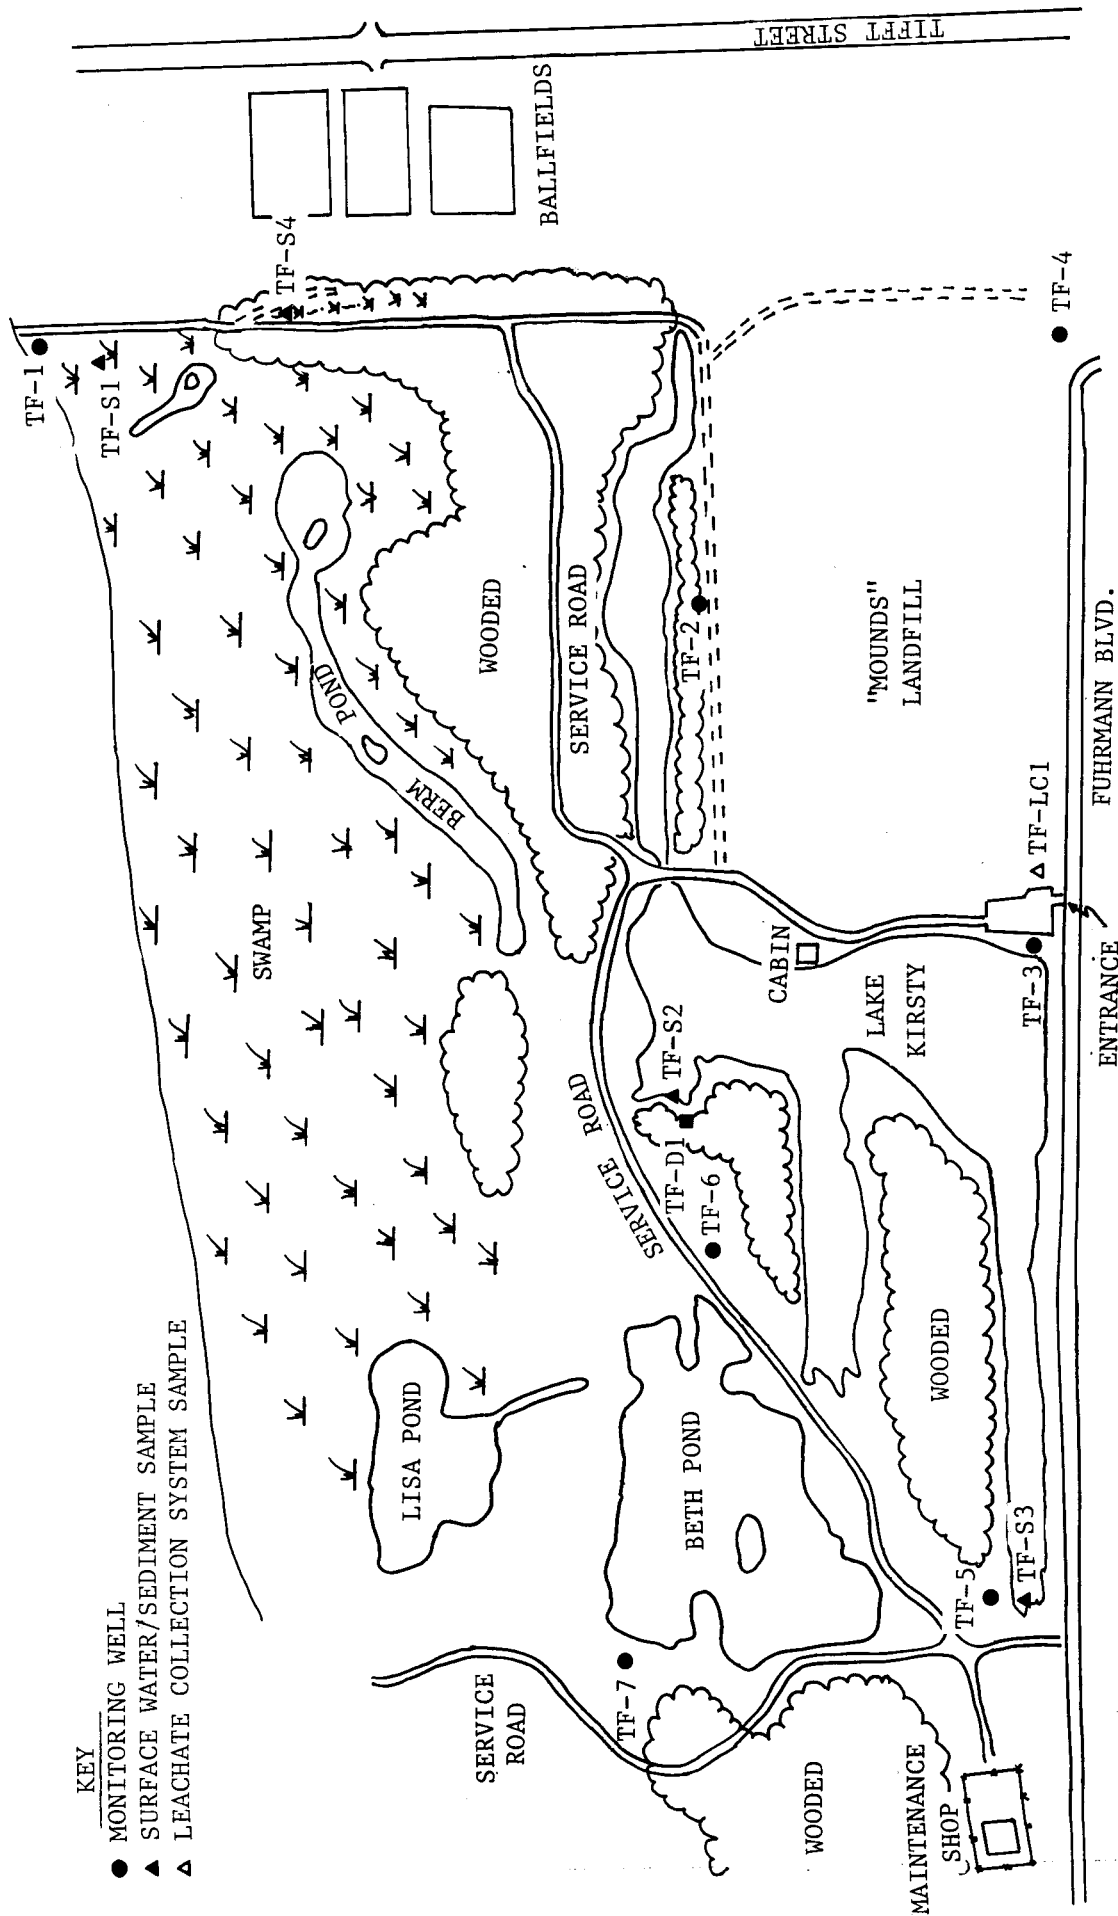 KEY
MONITORING WELL
SURFACE WATER/SEDIMENT SAMPLE
LEACHATE COLLECTION SYSTEM SAMPLE
TIFFT STREET
BALLFIELDS
TF-S4
TF-1
TF-S1
TF-4
SWAMP
BERM POND
WOODED
SERVICE ROAD
TF-2
"MOUNDS"
LANDFILL
FUHRMANN BLVD.
TF-LC1
ENTRANCE
TF-3
CABIN
LAKE
KIRSTY
TF-S2
TF-D1
TF-6
SERVICE ROAD
LISA POND
BETH POND
WOODED
TF-5
TF-S3
TF-7
SERVICE
ROAD
WOODED
MAINTENANCE
SHOP